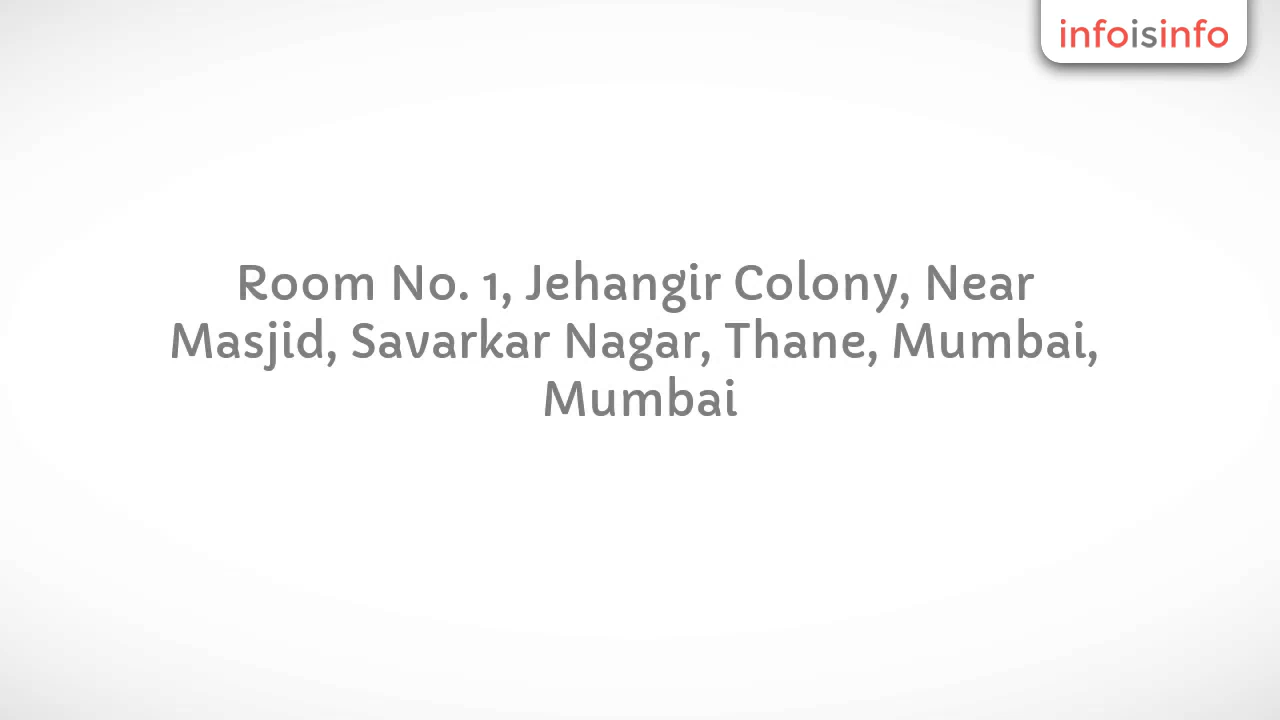 infoisinfo
Room No. 1, Jehangir Colony, Near
Masjid, Savarkar Nagar, Thane, Mumbai,
Mumbai